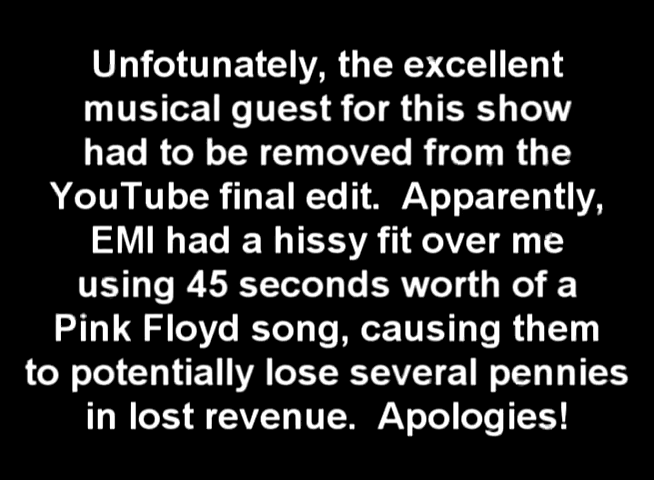 Unfotunately, the excellent
musical guest for this show
had to be removed from the
YouTube final edit.  Apparently,
EMI had a hissy fit over me
using 45 seconds worth of a
Pink Floyd song, causing them
to potentially lose several pennies
in lost revenue.  Apologies!